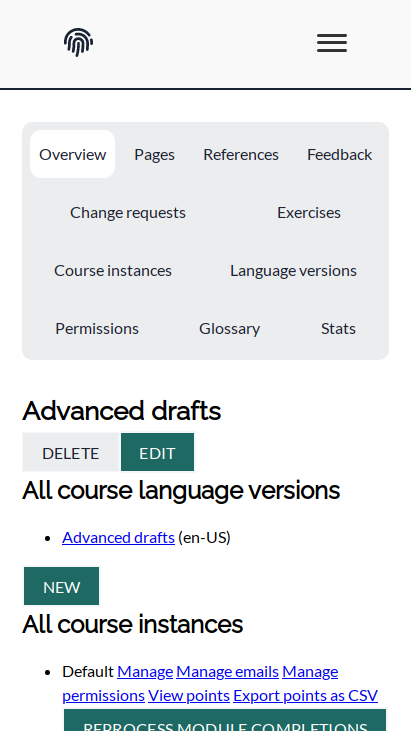 Overview Pages References Feedback
Change requests Exercises
Course instances Language versions
Permissions Glossary Stats
Advanced drafts
DELETE EDIT
All course language versions
Advanced drafts (en-US)
NEW
All course instances
Default Manage Manage emails Manage
permissions View points Export points as CSV
REPROCESS MODULE COMPLETIONS